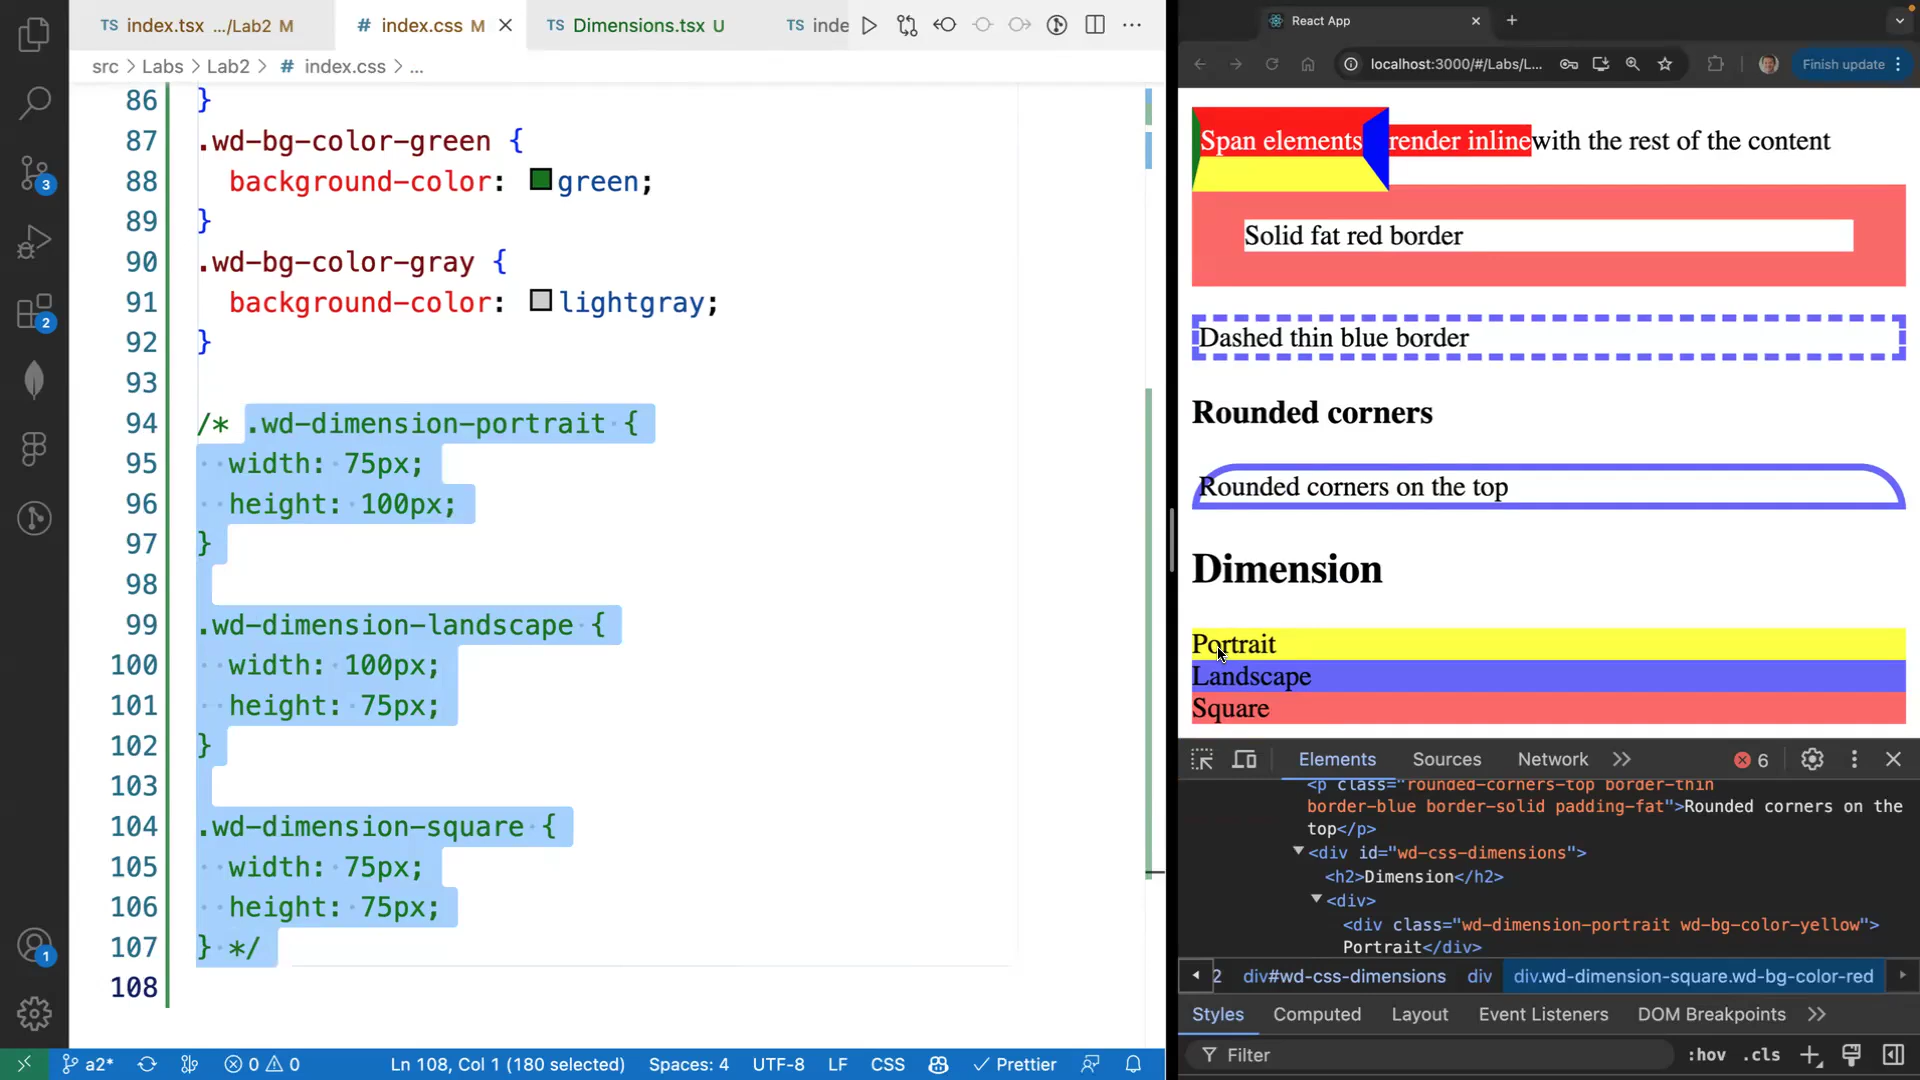 TS index.tsx .../Lab2 M
# index.css M
TS Dimensions.tsx U
TS inde
src > Labs > Lab2 > # index.css > ...
86 }
87 .wd-bg-color-green {
88 background-color: green;
89 }
90 .wd-bg-color-gray {
91 background-color: lightgray;
92 }
93
94 /* .wd-dimension-portrait {
95 width: 75px;
96 height: 100px;
97 }
98
99 .wd-dimension-landscape {
100 width: 100px;
101 height: 75px;
102 }
103
104 .wd-dimension-square {
105 width: 75px;
106 height: 75px;
107 } */
108
3
2
1
a2*
0 0
Ln 108, Col 1 (180 selected)
Spaces: 4
UTF-8
LF
CSS
Prettier
React App
localhost:3000/#/Labs/L...
Finish update
Span elements render inline with the rest of the content
Solid fat red border
Dashed thin blue border
Rounded corners
Rounded corners on the top
Dimension
Portrait
Landscape
Square
Elements Sources Network 6
<p class="rounded-corners-top border-thin
border-blue border-solid padding-fat">Rounded corners on the
top</p>
<div id="wd-css-dimensions">
<h2>Dimension</h2>
<div>
<div class="wd-dimension-portrait wd-bg-color-yellow">
Portrait</div>
2 div#wd-css-dimensions div div.wd-dimension-square.wd-bg-color-red
Styles Computed Layout Event Listeners DOM Breakpoints
Filter :hov .cls